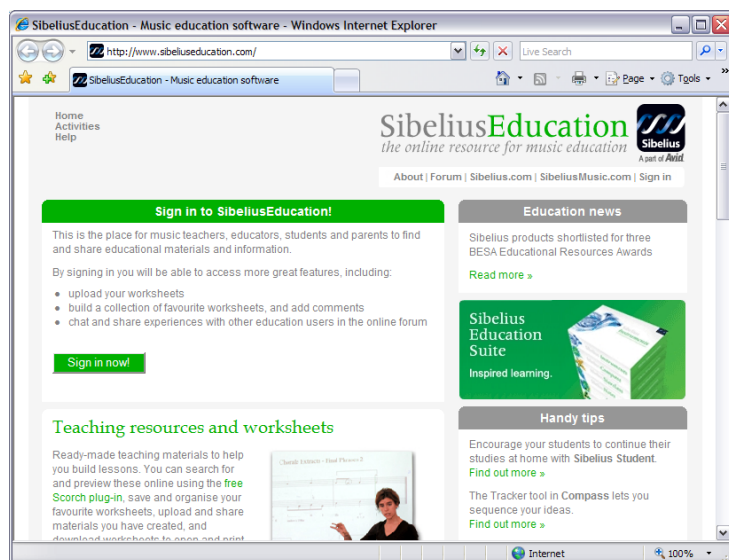 SibeliusEducation - Music education software - Windows Internet Explorer
http://www.sibeliuseducation.com/
Live Search
SibeliusEducation - Music education software
Page
Tools
Home
Activities
Help
SibeliusEducation
the online resource for music education
Sibelius
A part of Avid
About | Forum | Sibelius.com | SibeliusMusic.com | Sign in
Sign in to SibeliusEducation!
This is the place for music teachers, educators, students and parents to find
and share educational materials and information.
By signing in you will be able to access more great features, including:
• upload your worksheets
• build a collection of favourite worksheets, and add comments
• chat and share experiences with other education users in the online forum
Sign in now!
Teaching resources and worksheets
Ready-made teaching materials to help
you build lessons. You can search for
and preview these online using the free
Scorch plug-in, save and organise your
favourite worksheets, upload and share
materials you have created, and
download worksheets to open and print
Education news
Sibelius products shortlisted for three
BESA Educational Resources Awards
Read more »
Sibelius
Education
Suite
Inspired learning.
Handy tips
Encourage your students to continue their
studies at home with Sibelius Student.
Find out more »
The Tracker tool in Compass lets you
sequence your ideas.
Find out more »
Internet
100%